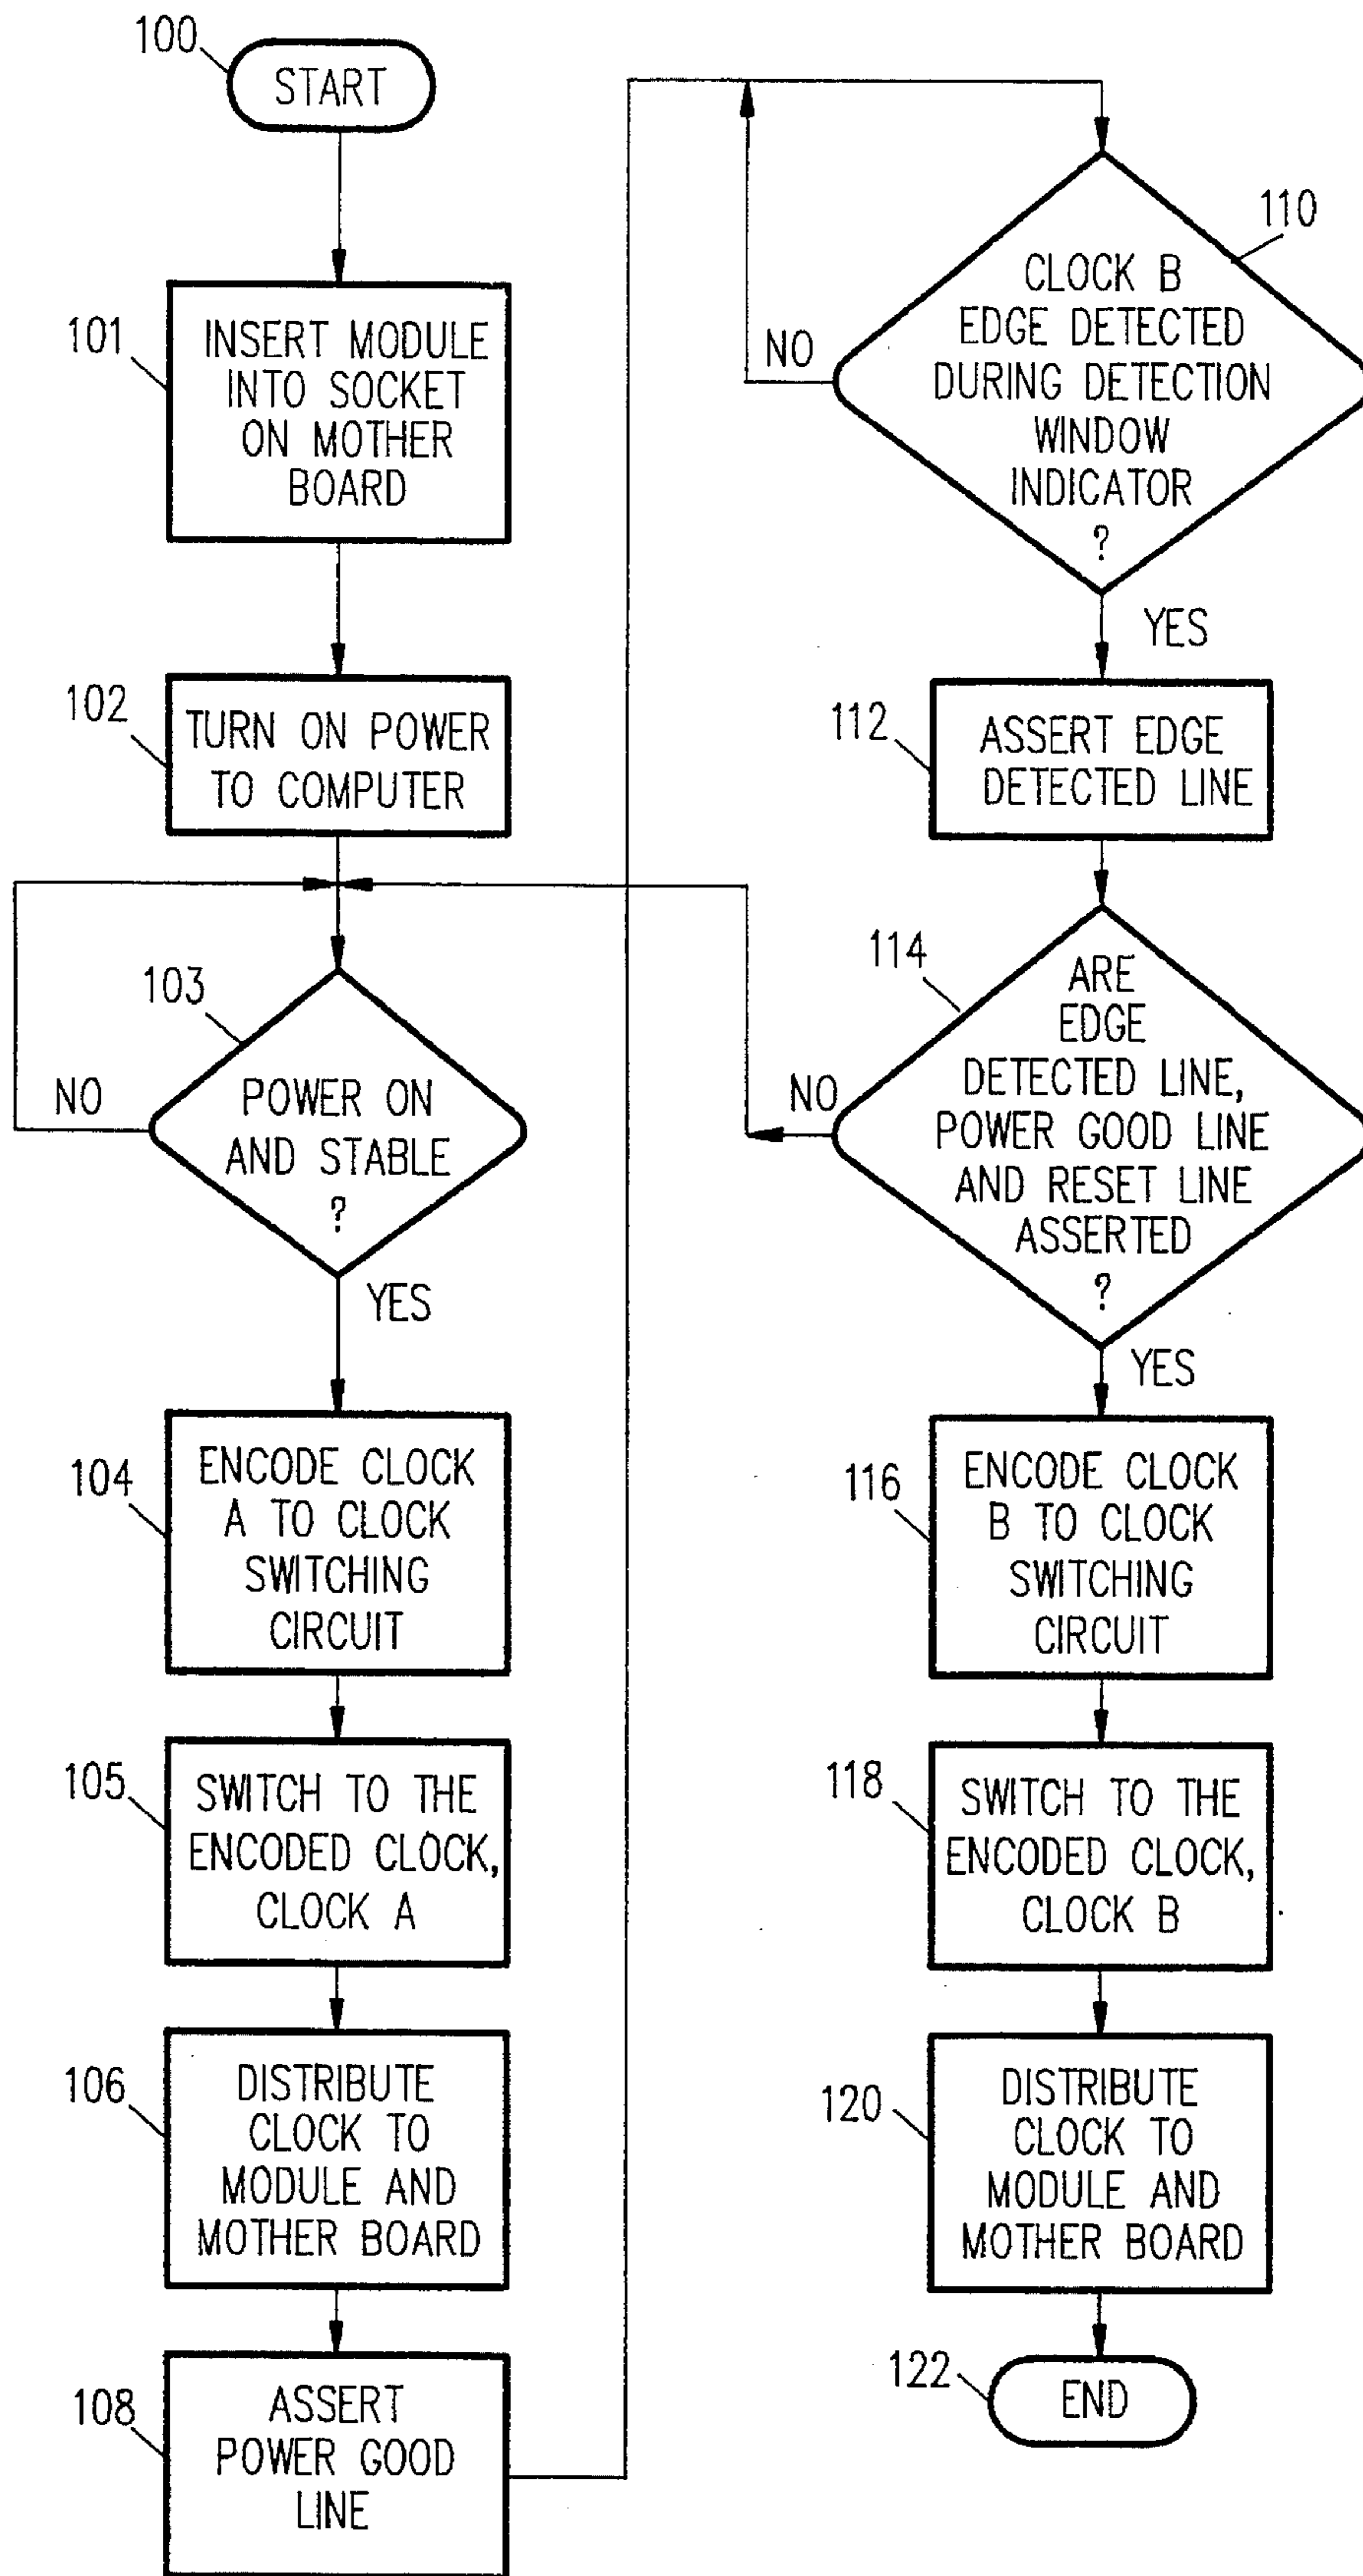 100
START
101
INSERT MODULE
INTO SOCKET
ON MOTHER
BOARD
102
TURN ON POWER
TO COMPUTER
103
NO
POWER ON
AND STABLE
?
YES
104
ENCODE CLOCK
A TO CLOCK
SWITCHING
CIRCUIT
105
SWITCH TO THE
ENCODED CLOCK,
CLOCK A
106
DISTRIBUTE
CLOCK TO
MODULE AND
MOTHER BOARD
108
ASSERT
POWER GOOD
LINE
110
NO
CLOCK B
EDGE DETECTED
DURING DETECTION
WINDOW
INDICATOR
?
YES
112
ASSERT EDGE
DETECTED LINE
114
NO
ARE
EDGE
DETECTED LINE,
POWER GOOD LINE
AND RESET LINE
ASSERTED
?
YES
116
ENCODE CLOCK
B TO CLOCK
SWITCHING
CIRCUIT
118
SWITCH TO THE
ENCODED CLOCK,
CLOCK B
120
DISTRIBUTE
CLOCK TO
MODULE AND
MOTHER BOARD
122
END